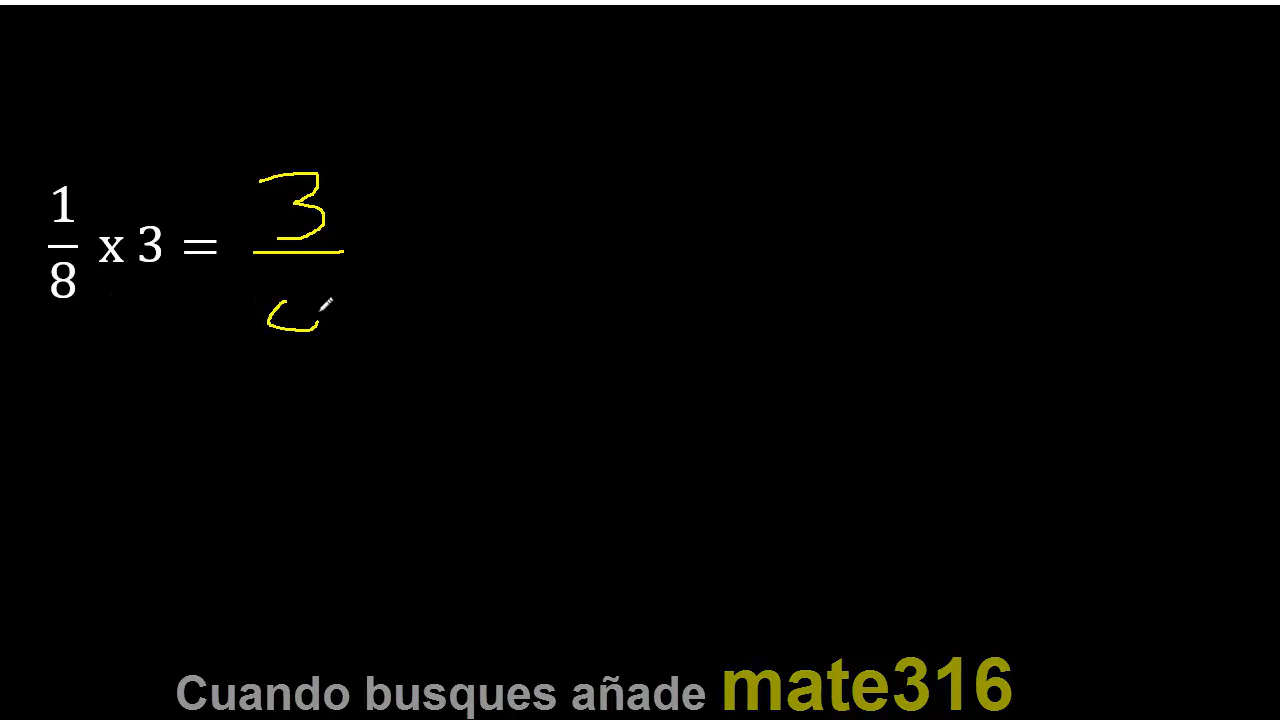 1/8 x 3 = 3/
Cuando busques añade mate316